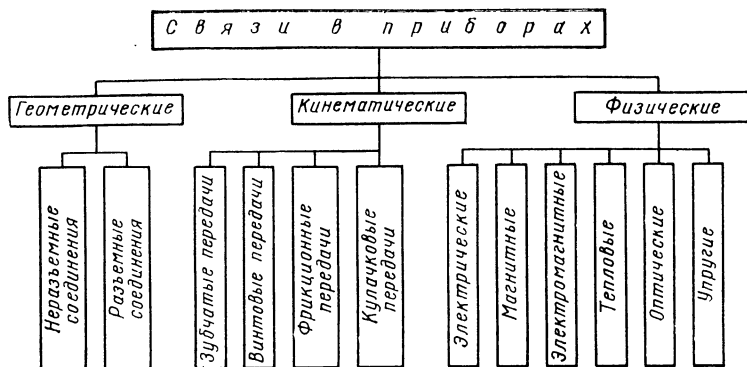 Связи в приборах
Геометрические
Кинематические
Физические
Неразъемные
соединения
Разъемные
соединения
Зубчатые передачи
Винтовые передачи
Фрикционные
передачи
Кулачковые
передачи
Электрические
Магнитные
Электромагнитные
Тепловые
Оптические
Упругие